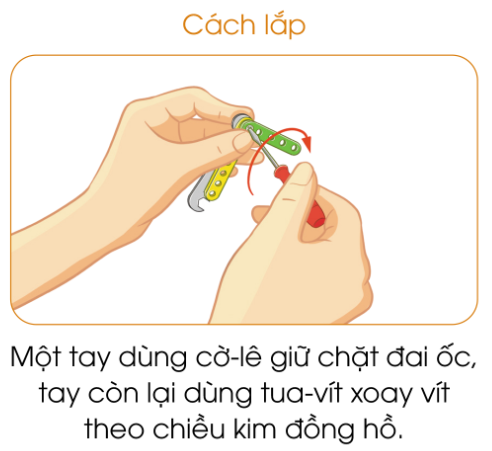 Cách lắp
Một tay dùng cờ-lê giữ chặt đai ốc,
tay còn lại dùng tua-vít xoay vít
theo chiều kim đồng hồ.